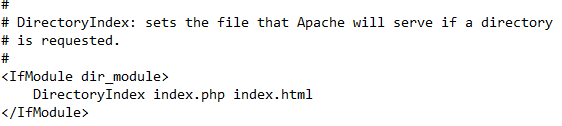 #
# DirectoryIndex: sets the file that Apache will serve if a directory
# is requested.
#
<IfModule dir_module>
    DirectoryIndex index.php index.html
</IfModule>